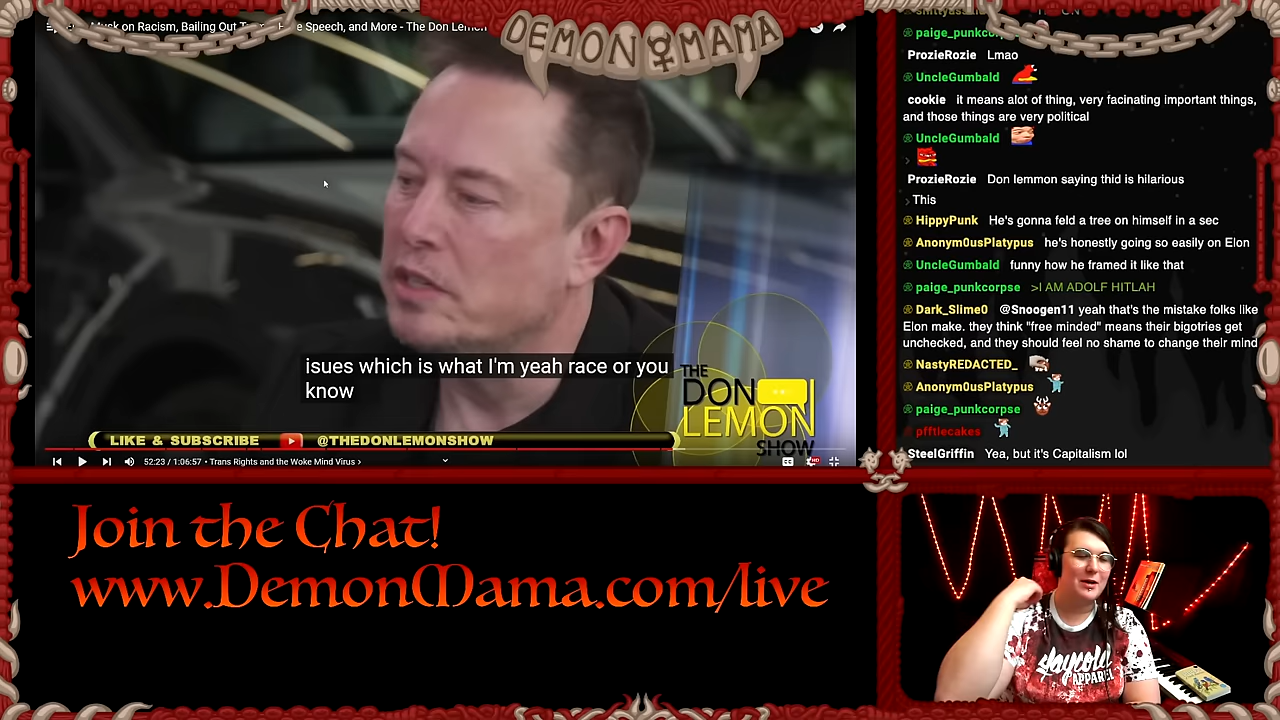 usk on Racism, Bailing Out T e Speech, and More - The Don Lemon
DEMON MAMA
isues which is what I'm yeah race or you
know
THE
DON
LEMON
SHOW
LIKE & SUBSCRIBE @THEDONLEMONSHOW
52:23 / 1:06:57 • Trans Rights and the Woke Mind Virus ›
HD
paige_punkcorpse
ProzieRozie Lmao
UncleGumbald
cookie it means alot of thing, very facinating important things,
and those things are very political
UncleGumbald
ProzieRozie Don lemmon saying thid is hilarious
This
HippyPunk He's gonna feld a tree on himself in a sec
Anonym0usPlatypus he's honestly going so easily on Elon
UncleGumbald funny how he framed it like that
paige_punkcorpse >I AM ADOLF HITLAH
Dark_Slime0 @Snoogen11 yeah that's the mistake folks like
Elon make. they think "free minded" means their bigotries get
unchecked, and they should feel no shame to change their mind
NastyREDACTED_
Anonym0usPlatypus
paige_punkcorpse
pfftlecakes
SteelGriffin Yea, but it's Capitalism lol
Join the Chat!
www.DemonMama.com/live
APPAREL